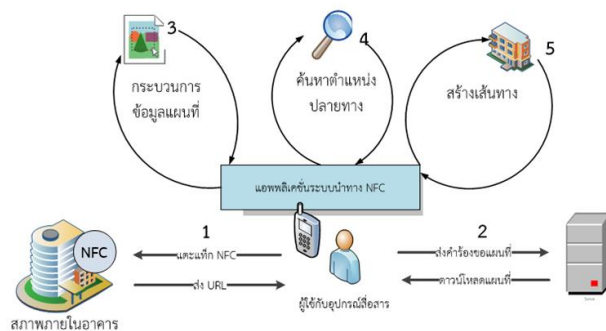 3
กระบวนการ
ข้อมูลแผนที่
4
ค้นหาตำแหน่ง
ปลายทาง
5
สร้างเส้นทาง
แอพพลิเคชั่นระบบนำทาง NFC
1
NFC
แตะแท็ก NFC
ส่ง URL
สภาพภายในอาคาร
ผู้ใช้กับอุปกรณ์สื่อสาร
2
ส่งคำร้องขอแผนที่
ดาวน์โหลดแผนที่